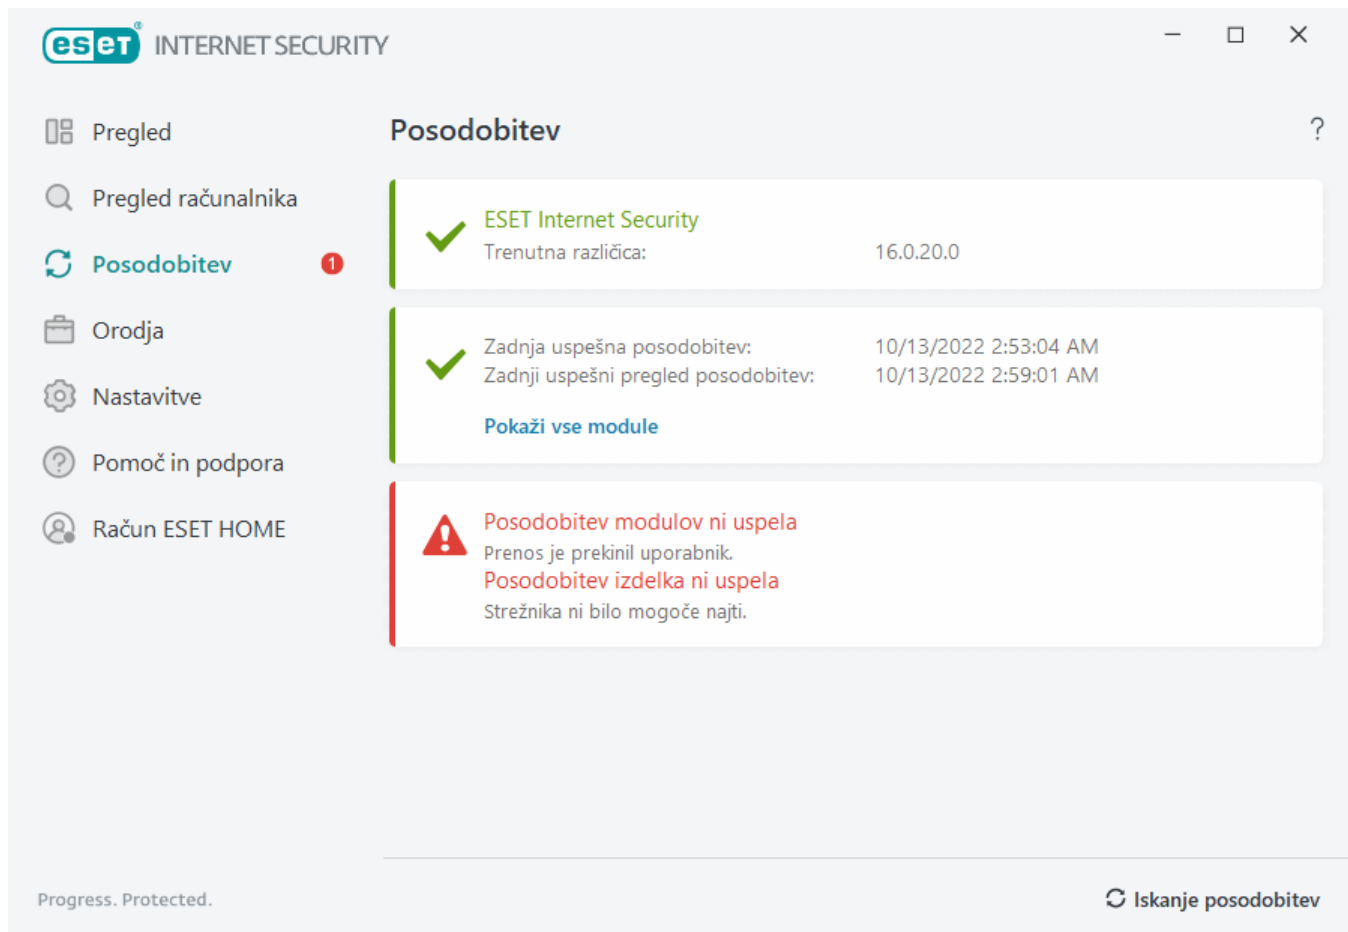 eset® INTERNET SECURITY
Pregled
Pregled računalnika
Posodobitev 1
Orodja
Nastavitve
Pomoč in podpora
Račun ESET HOME
Progress. Protected.
Posodobitev ?
ESET Internet Security
Trenutna različica: 16.0.20.0
Zadnja uspešna posodobitev: 10/13/2022 2:53:04 AM
Zadnji uspešni pregled posodobitev: 10/13/2022 2:59:01 AM
Pokaži vse module
Posodobitev modulov ni uspela
Prenos je prekinil uporabnik.
Posodobitev izdelka ni uspela
Strežnika ni bilo mogoče najti.
Iskanje posodobitev